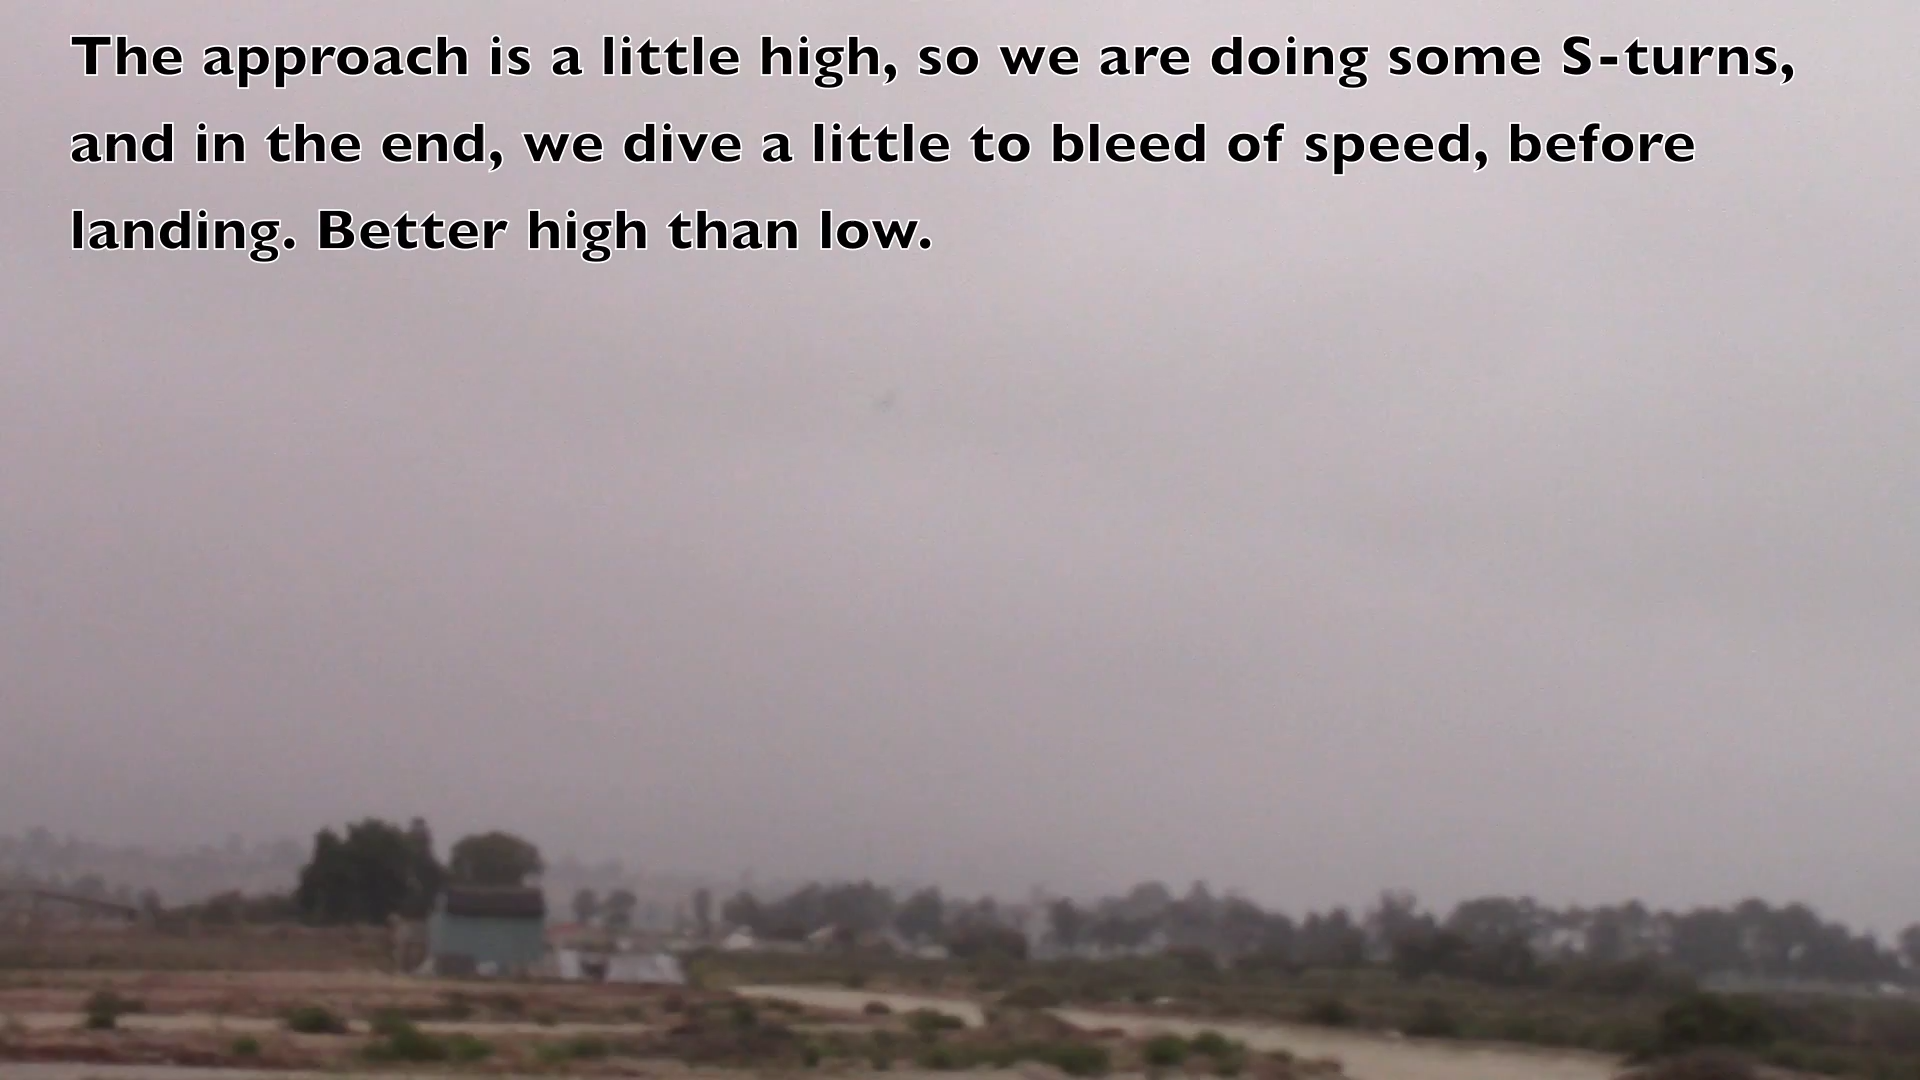 The approach is a little high, so we are doing some S-turns,
and in the end, we dive a little to bleed of speed, before
landing. Better high than low.